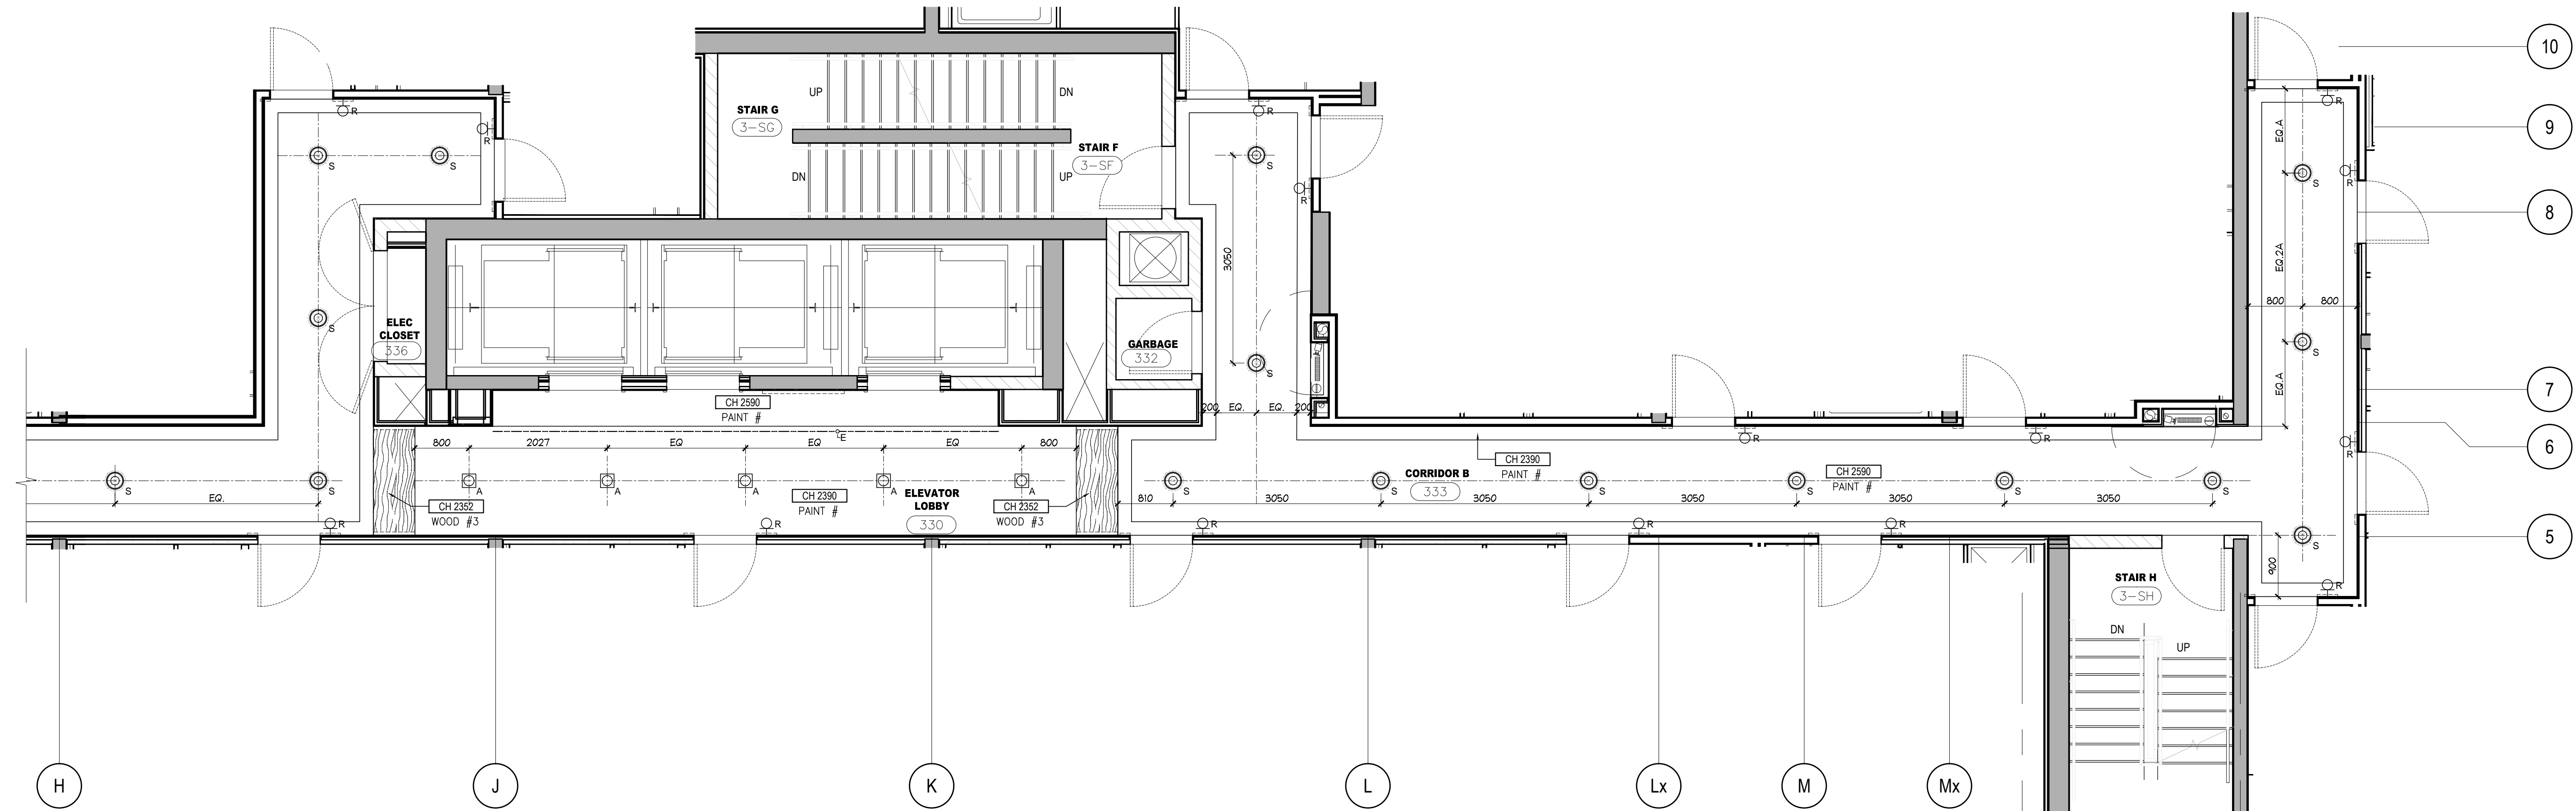 10
9
8
7
6
5
H
J
K
L
Lx
M
Mx
R
R
S
S
S
S
S
EQ.
R
ELEC
CLOSET
336
STAIR G
3-SG
UP
DN
DN
UP
STAIR F
3-SF
GARBAGE
332
CH 2590
PAINT #
E
800
2027
EQ
EQ
EQ
800
A
A
A
A
A
CH 2352
WOOD #3
CH 2390
PAINT #
ELEVATOR
LOBBY
330
CH 2352
WOOD #3
R
R
R
S
3050
S
200
EQ.
EQ.
200
810
3050
3050
3050
3050
3050
S
S
S
S
S
S
CORRIDOR B
333
CH 2390
PAINT #
CH 2590
PAINT #
R
R
R
R
R
R
EQ.A
S
R
EQ.2A
800
800
S
EQ.A
R
S
900
R
STAIR H
3-SH
DN
UP